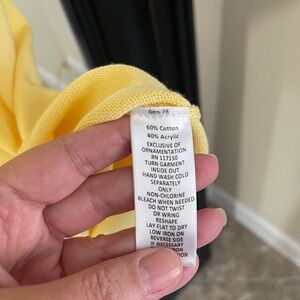 Gen-78
60% Cotton
40% Acrylic
EXCLUSIVE OF
ORNAMENTATION
RN 117150
TURN GARMENT
INSIDE OUT
HAND WASH COLD
SEPARATELY
ONLY
NON-CHLORINE
BLEACH WHEN NEEDED
DO NOT TWIST
OR WRING
RESHAPE
LAY FLAT TO DRY
LOW IRON ON
REVERSE SIDE
IF NECESSARY